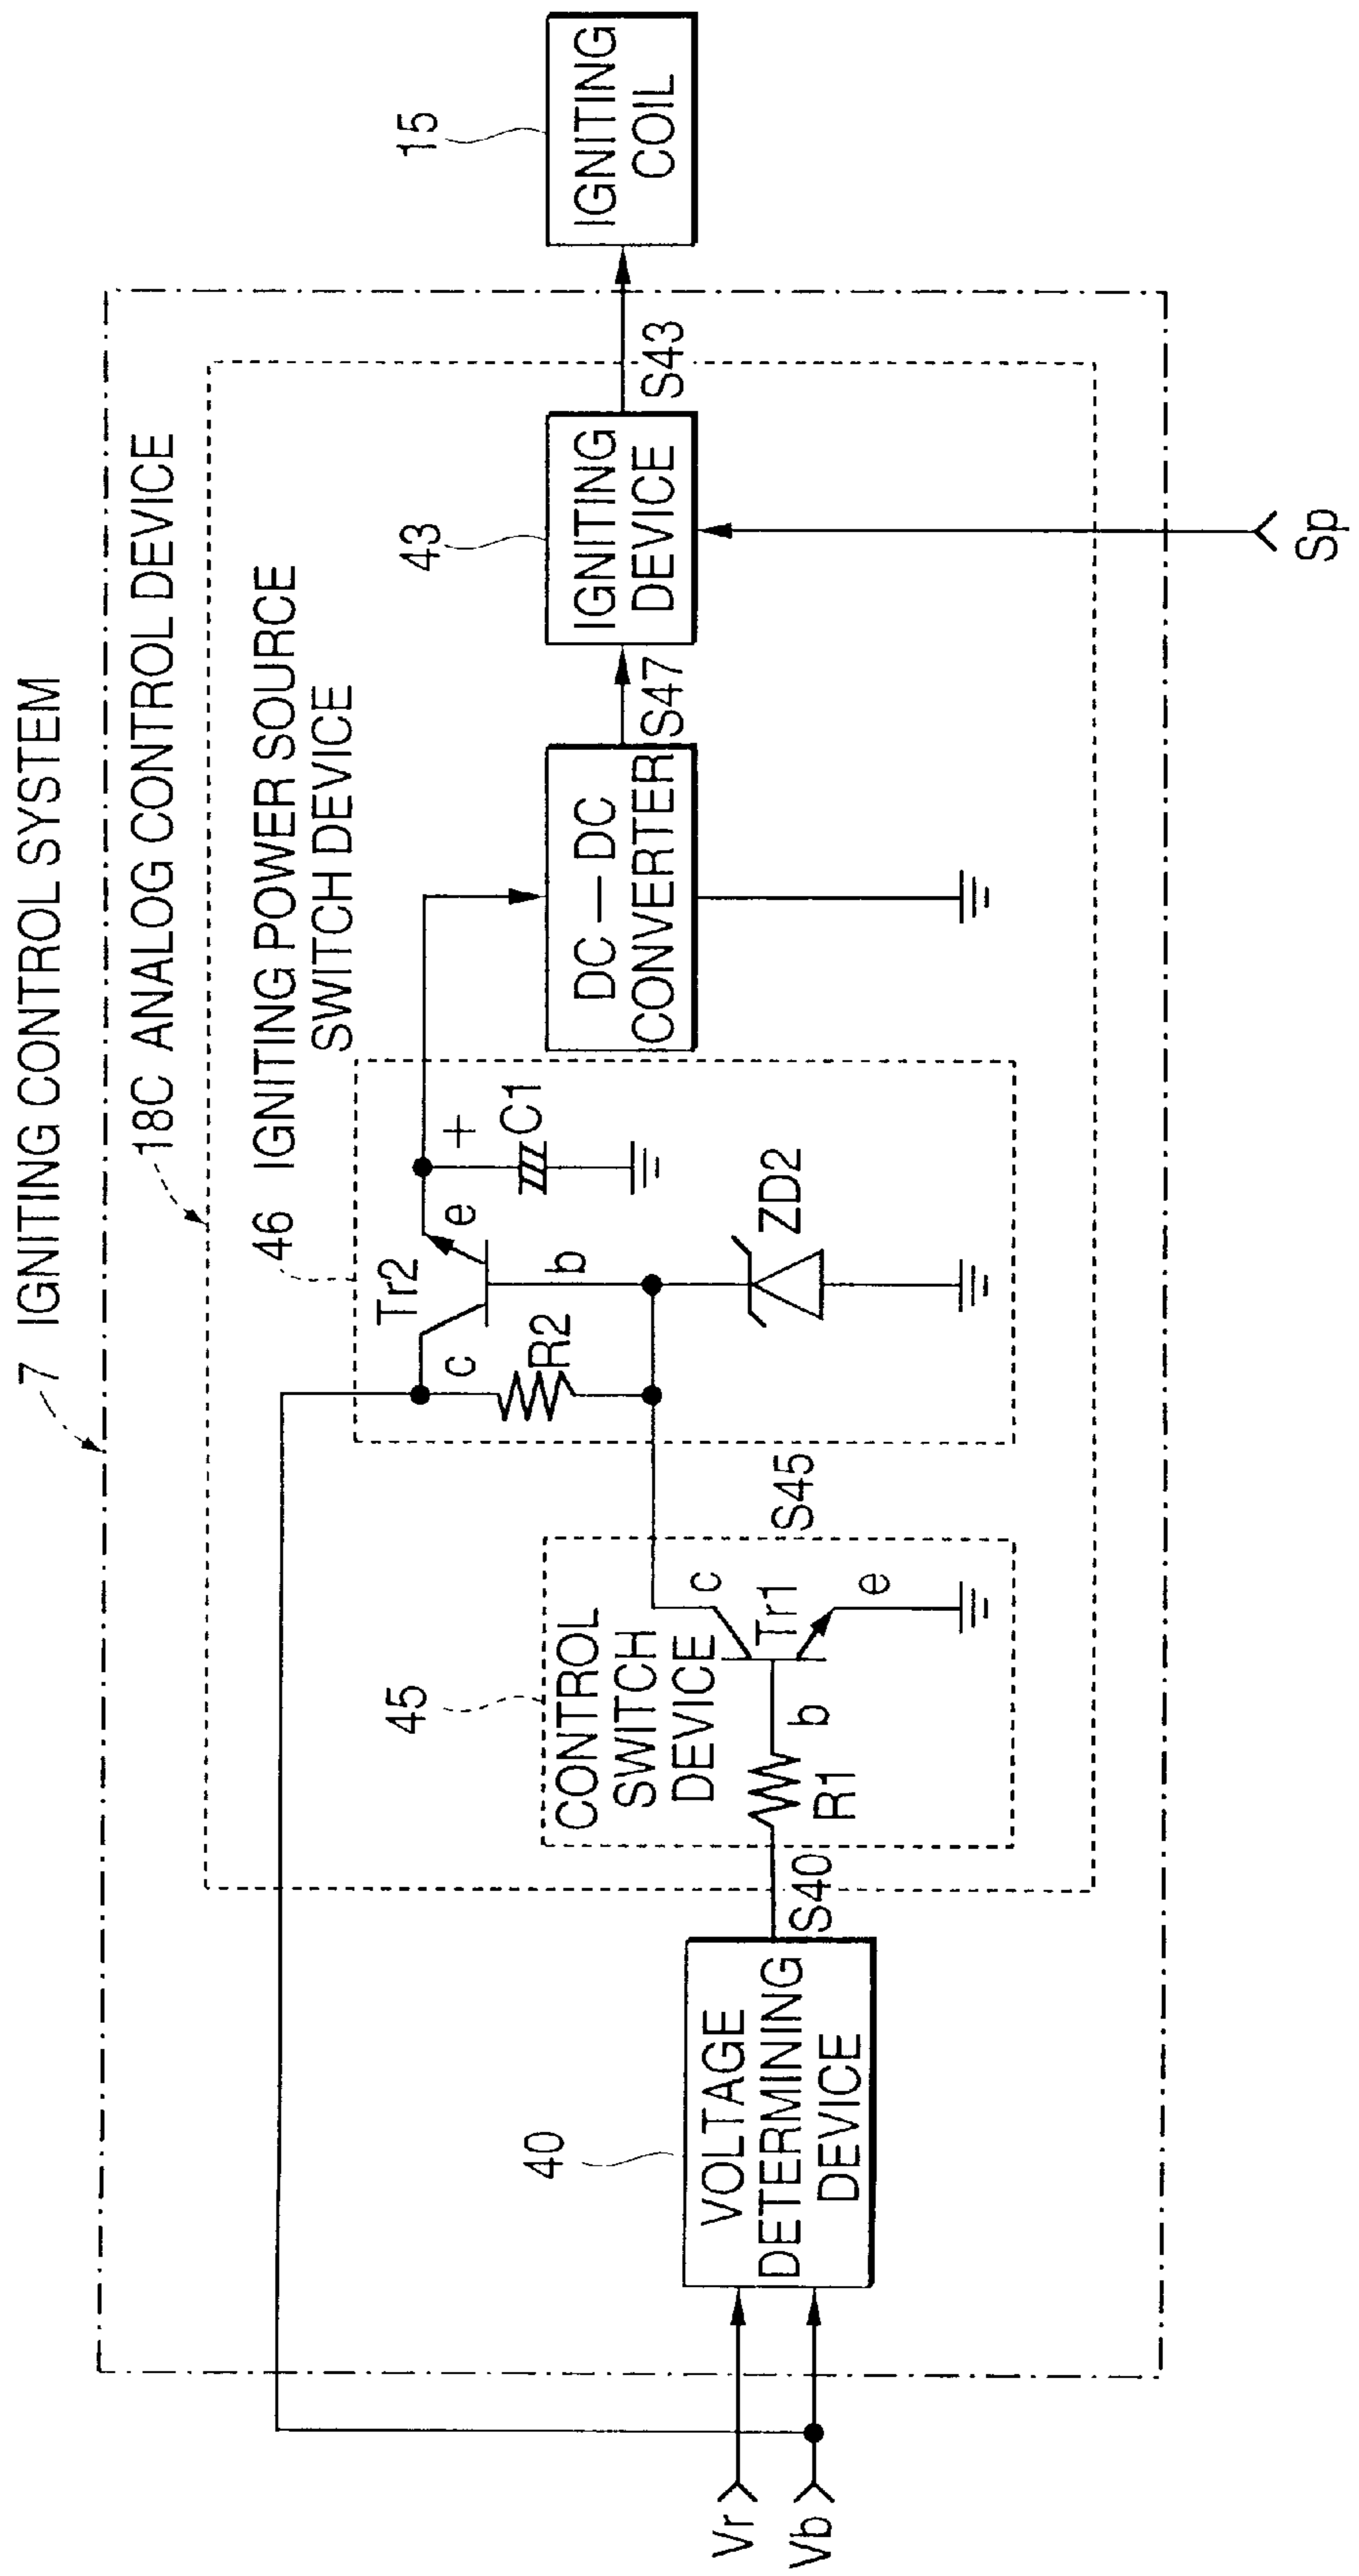 7 IGNITING CONTROL SYSTEM
18C ANALOG CONTROL DEVICE
46 IGNITING POWER SOURCE
SWITCH DEVICE
Vr
Vb
40
VOLTAGE
DETERMINING
DEVICE
S40
45
CONTROL
SWITCH
DEVICE
R1
b
Tr1
c
e
S45
Tr2
c
e
b
R2
+
C1
ZD2
DC-DC
CONVERTER
S47
43
IGNITING
DEVICE
S43
Sp
15
IGNITING
COIL